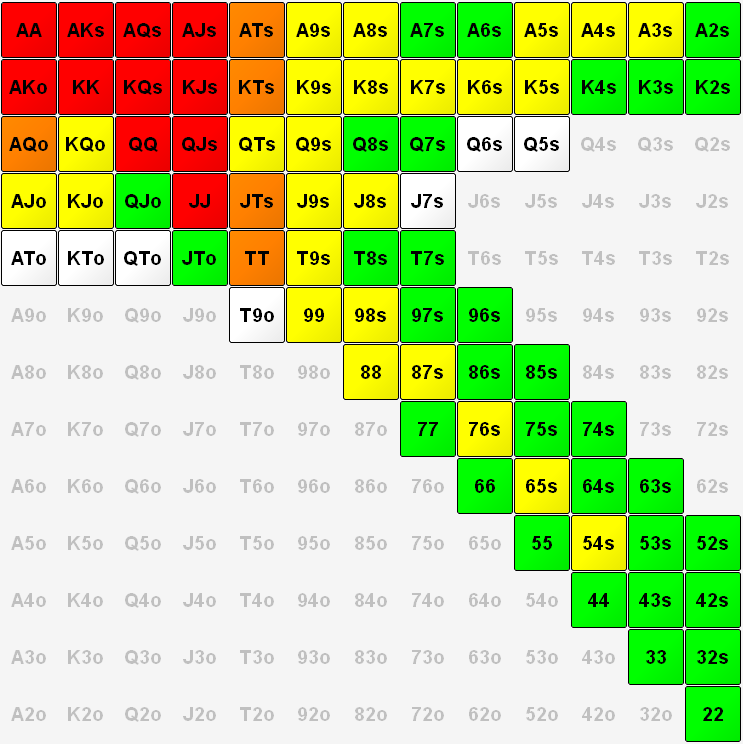 AA AKs AQs AJs ATs A9s A8s A7s A6s A5s A4s A3s A2s
AKo KK KQs KJs KTs K9s K8s K7s K6s K5s K4s K3s K2s
AQo KQo QQ QJs QTs Q9s Q8s Q7s Q6s Q5s Q4s Q3s Q2s
AJo KJo QJo JJ JTs J9s J8s J7s J6s J5s J4s J3s J2s
ATo KTo QTo JTo TT T9s T8s T7s T6s T5s T4s T3s T2s
A9o K9o Q9o J9o T9o 99 98s 97s 96s 95s 94s 93s 92s
A8o K8o Q8o J8o T8o 98o 88 87s 86s 85s 84s 83s 82s
A7o K7o Q7o J7o T7o 97o 87o 77 76s 75s 74s 73s 72s
A6o K6o Q6o J6o T6o 96o 86o 76o 66 65s 64s 63s 62s
A5o K5o Q5o J5o T5o 95o 85o 75o 65o 55 54s 53s 52s
A4o K4o Q4o J4o T4o 94o 84o 74o 64o 54o 44 43s 42s
A3o K3o Q3o J3o T3o 93o 83o 73o 63o 53o 43o 33 32s
A2o K2o Q2o J2o T2o 92o 82o 72o 62o 52o 42o 32o 22